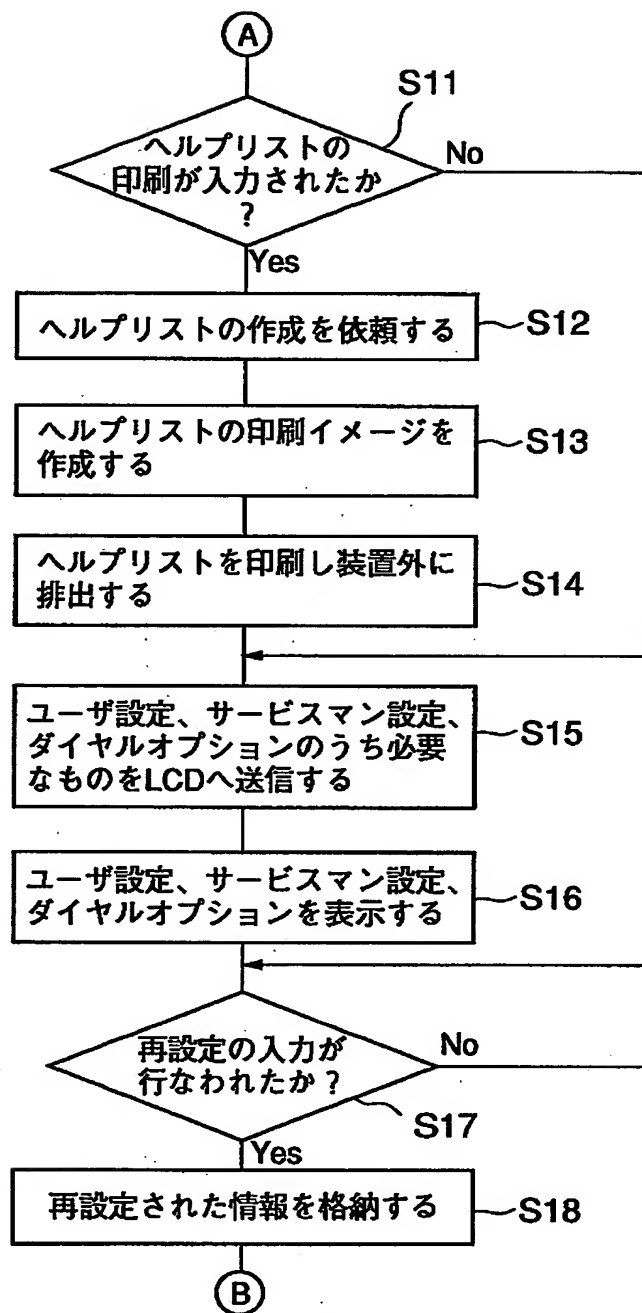 A
S11
ヘルプリストの
印刷が入力されたか
?
No
Yes
ヘルプリストの作成を依頼する
S12
ヘルプリストの印刷イメージを
作成する
S13
ヘルプリストを印刷し装置外に
排出する
S14
ユーザ設定、サービスマン設定、
ダイヤルオプションのうち必要
なものをLCDへ送信する
S15
ユーザ設定、サービスマン設定、
ダイヤルオプションを表示する
S16
再設定の入力が
行なわれたか?
No
S17
Yes
再設定された情報を格納する
S18
B